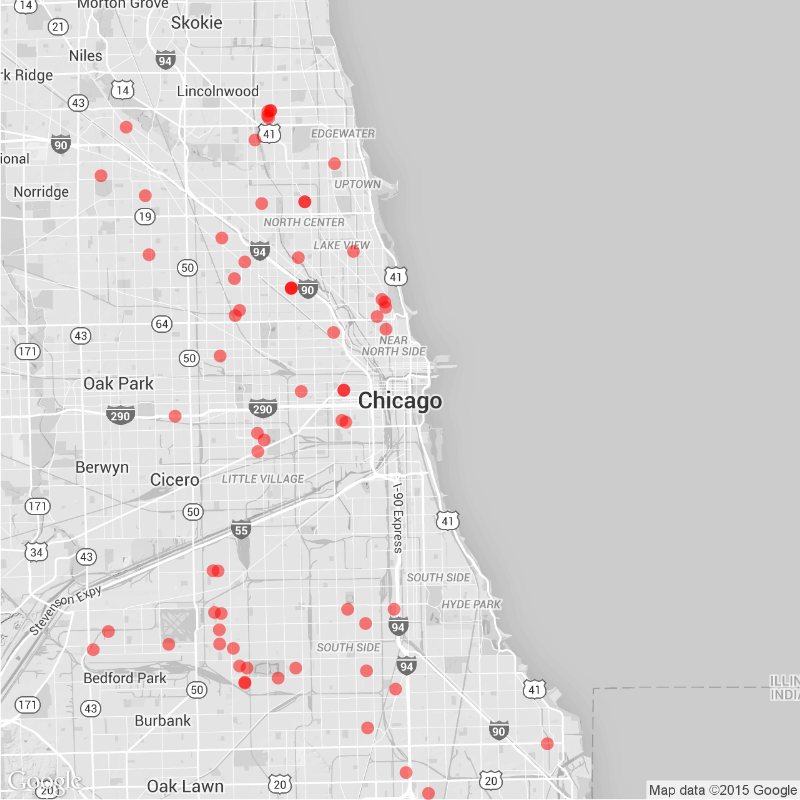 14
Morton Grove
Skokie
21
Niles
94
rk Ridge
14
Lincolnwood
43
41
EDGEWATER
90
ional
Norridge
UPTOWN
19
NORTH CENTER
LAKE VIEW
94
50
41
90
64
43
NEAR
NORTH SIDE
171
50
Oak Park
Chicago
290
290
Berwyn
Cicero
LITTLE VILLAGE
171
50
I-90 Express
41
55
34
43
SOUTH SIDE
Stevenson Expy
HYDE PARK
94
SOUTH SIDE
94
Bedford Park
50
41
ILLIN
INDIA
171
43
Burbank
90
Google
20
Oak Lawn
20
20
Map data ©2015 Google